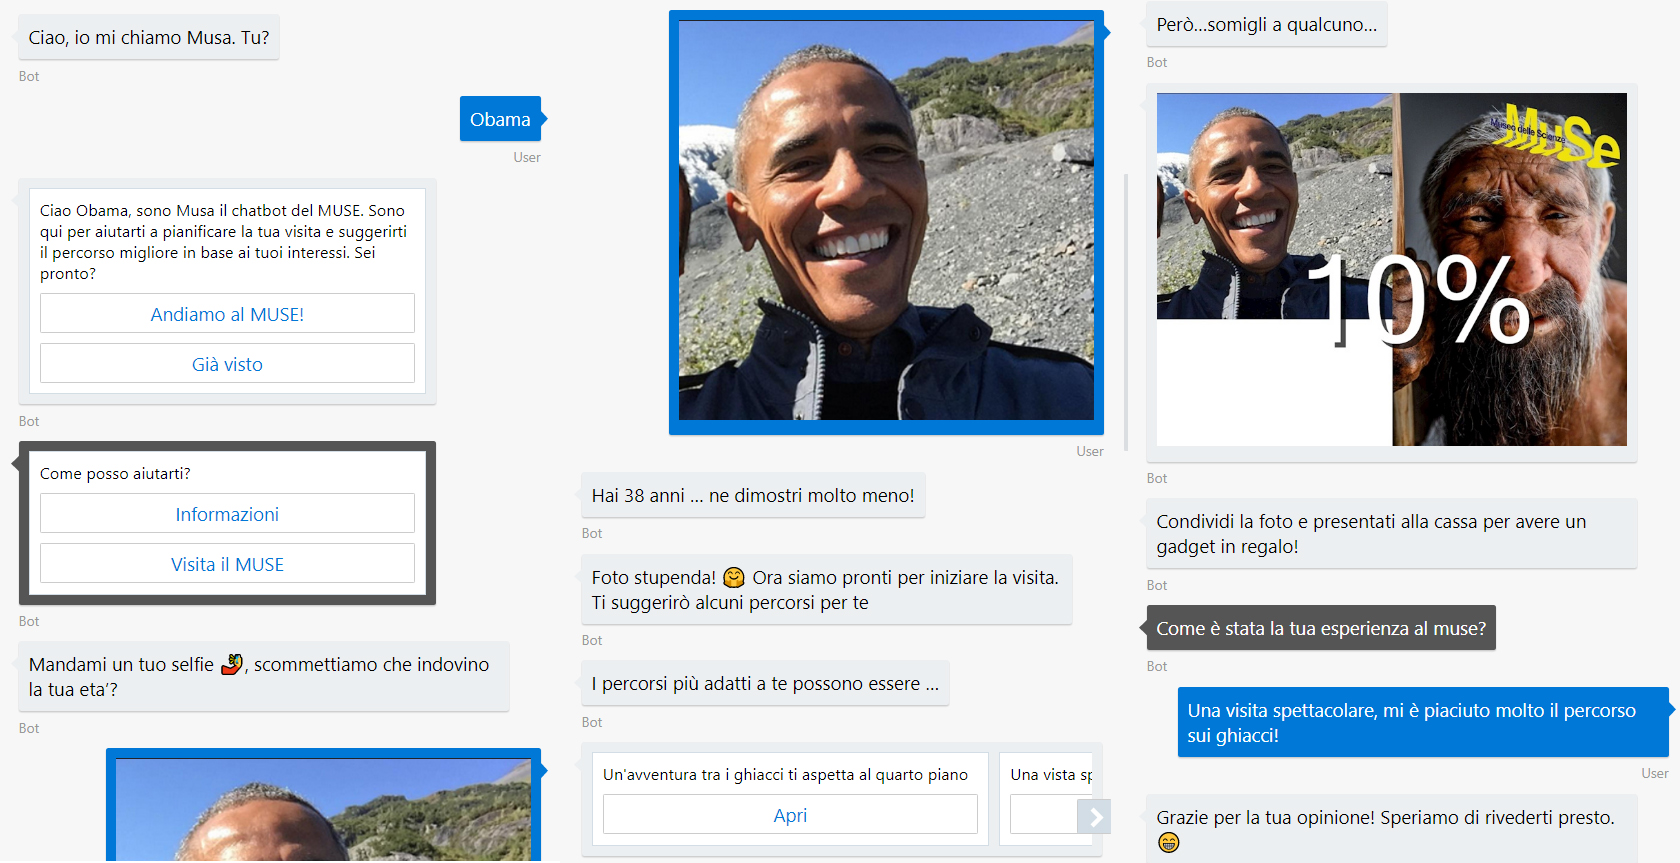 Ciao, io mi chiamo Musa. Tu?
Bot
Obama
User
Ciao Obama, sono Musa il chatbot del MUSE. Sono
qui per aiutarti a pianificare la tua visita e suggerirti
il percorso migliore in base ai tuoi interessi. Sei
pronto?
Andiamo al MUSE!
Già visto
Bot
Come posso aiutarti?
Informazioni
Visita il MUSE
Bot
Mandami un tuo selfie 🤳, scommettiamo che indovino
la tua eta'?
Bot
User
Hai 38 anni ... ne dimostri molto meno!
Bot
Foto stupenda! 🤗 Ora siamo pronti per iniziare la visita.
Ti suggerirò alcuni percorsi per te
Bot
I percorsi più adatti a te possono essere ...
Bot
Un'avventura tra i ghiacci ti aspetta al quarto piano
Apri
Una vista sp
Però...somigli a qualcuno...
Bot
MUSe
Museo delle Scienze
10%
Bot
Condividi la foto e presentati alla cassa per avere un
gadget in regalo!
Bot
Come è stata la tua esperienza al muse?
Bot
Una visita spettacolare, mi è piaciuto molto il percorso
sui ghiacci!
User
Grazie per la tua opinione! Speriamo di rivederti presto.
😁